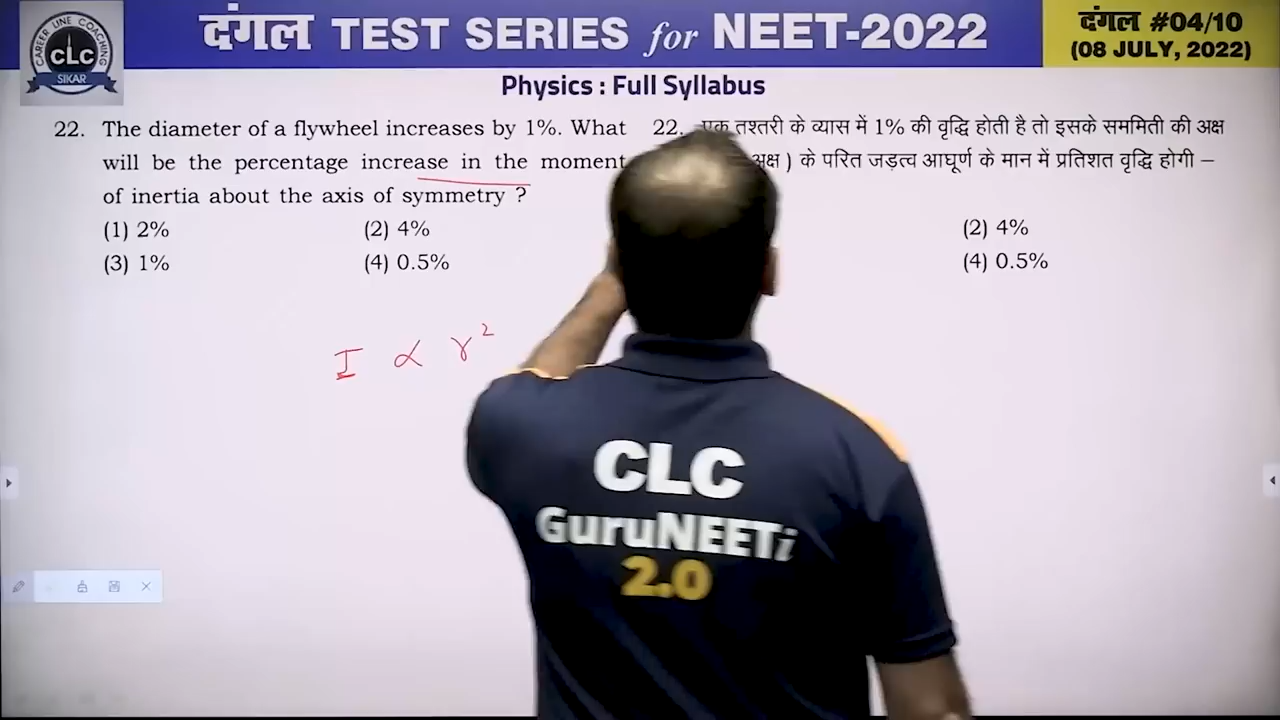 दंगल TEST SERIES for NEET-2022
दंगल #04/10
(08 JULY, 2022)
CAREER LINE COACHING
CLC
SIKAR
Physics : Full Syllabus
22. The diameter of a flywheel increases by 1%. What
will be the percentage increase in the moment
of inertia about the axis of symmetry ?
(1) 2% (2) 4%
(3) 1% (4) 0.5%
22. एक तश्तरी के व्यास में 1% की वृद्धि होती है तो इसके सममिती की अक्ष
अक्ष ) के परित जड़त्व आघूर्ण के मान में प्रतिशत वृद्धि होगी –
(2) 4%
(4) 0.5%
I ∝ r²
CLC
GuruNEETi
2.0